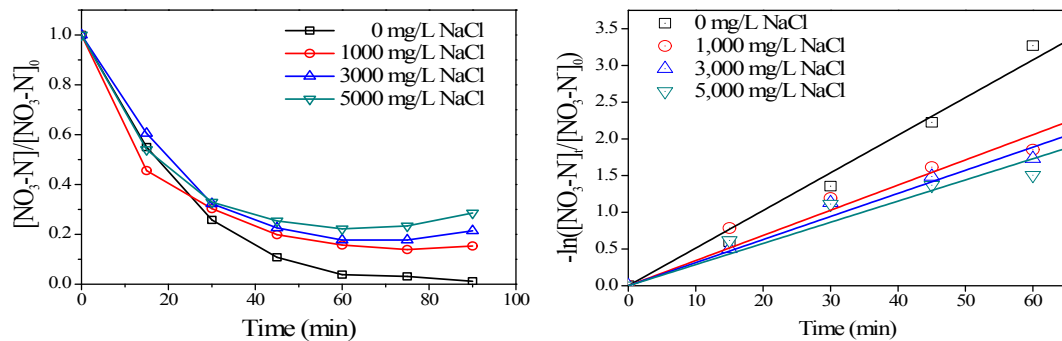 [NO₃-N]/[NO₃-N]₀
1.0
0.8
0.6
0.4
0.2
0.0
0 20 40 60 80 100
Time (min)
0 mg/L NaCl
1000 mg/L NaCl
3000 mg/L NaCl
5000 mg/L NaCl
-ln([NO₃-N]ₜ/[NO₃-N]₀)
3.5
3.0
2.5
2.0
1.5
1.0
0.5
0.0
0 10 20 30 40 50 60
Time (min)
0 mg/L NaCl
1,000 mg/L NaCl
3,000 mg/L NaCl
5,000 mg/L NaCl